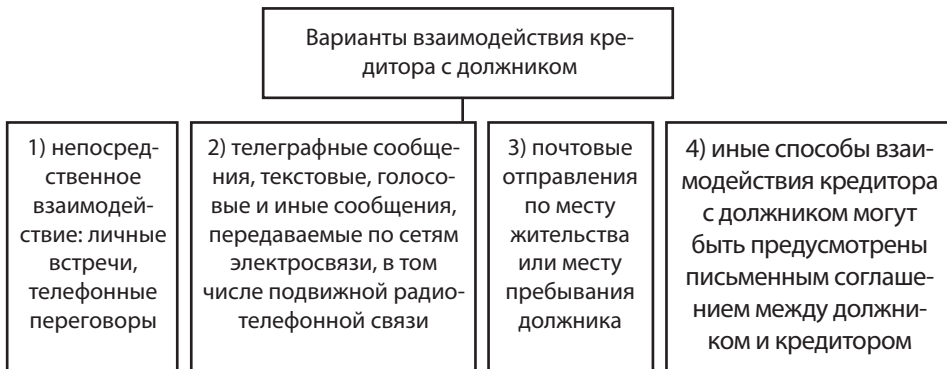 Варианты взаимодействия кре-
дитора с должником
1) непосред-
ственное
взаимодей-
ствие: личные
встречи,
телефонные
переговоры
2) телеграфные сообще-
ния, текстовые, голосо-
вые и иные сообщения,
передаваемые по сетям
электросвязи, в том
числе подвижной радио-
телефонной связи
3) почтовые
отправления
по месту
жительства
или месту
пребывания
должника
4) иные способы взаи-
модействия кредитора
с должником могут
быть предусмотрены
письменным соглаше-
нием между должни-
ком и кредитором